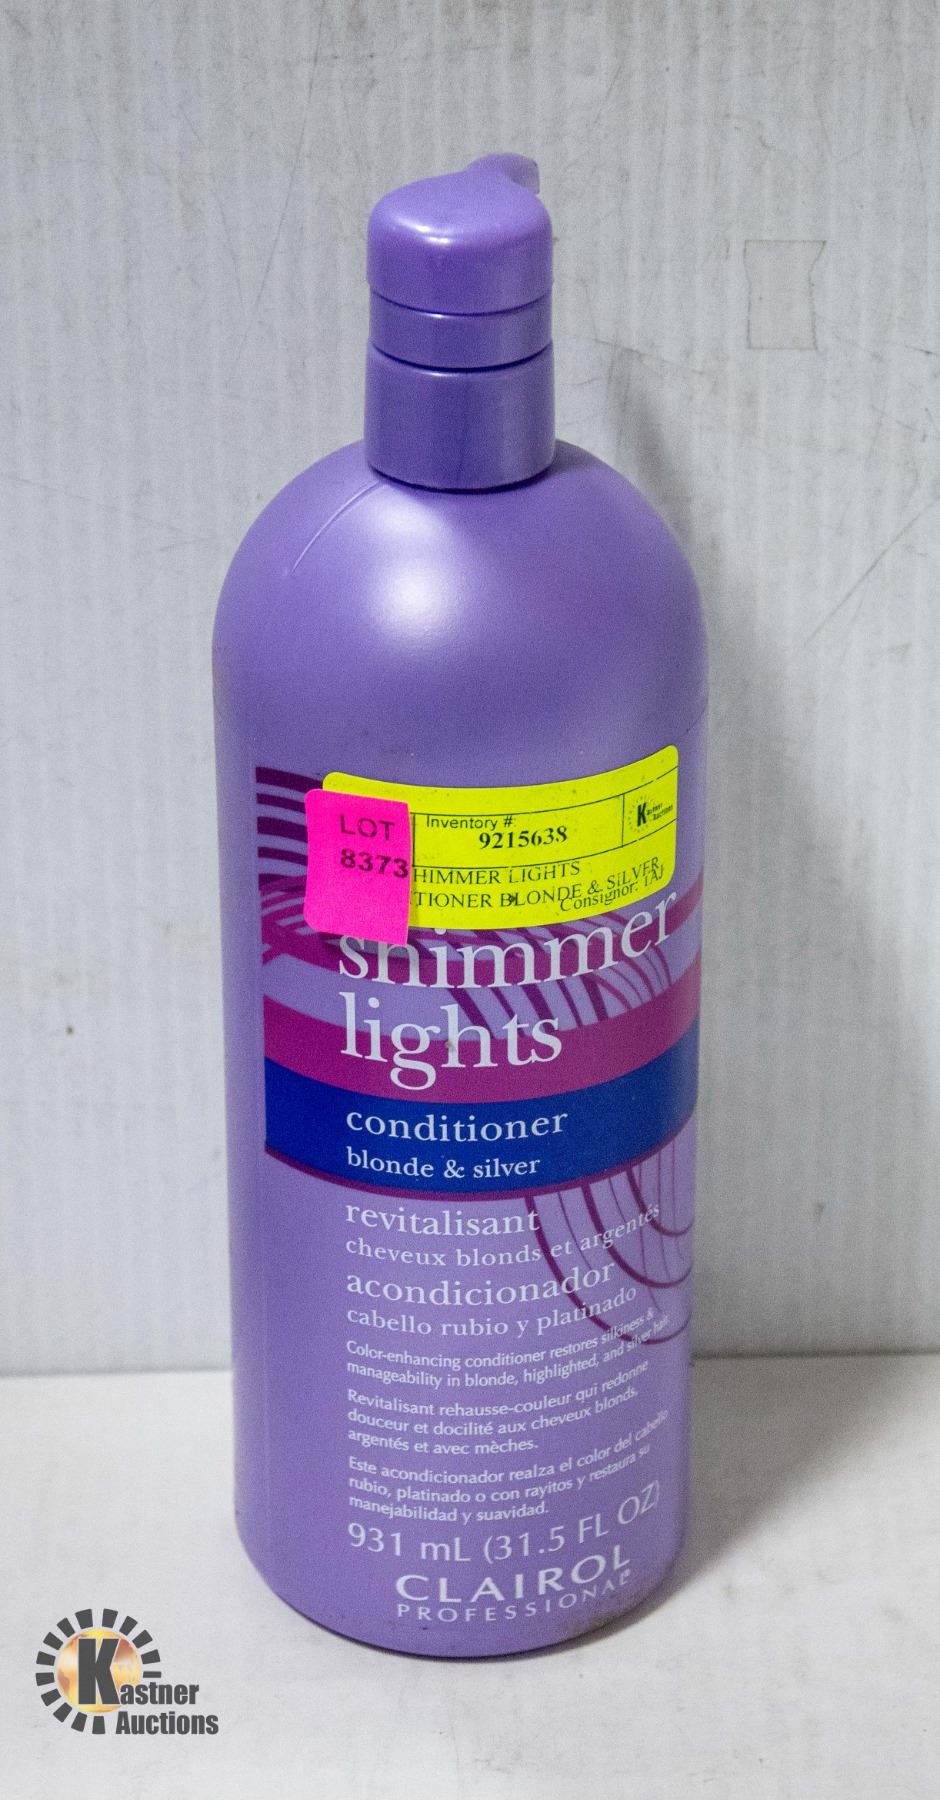 LOT
8373
Inventory #:
9215638
Kastner
Auctions
HIMMER LIGHTS
TIONER BLONDE & SILVER
Consignor: TAJ
shimmer
lights
conditioner
blonde & silver
revitalisant
cheveux blonds et argentés
acondicionador
cabello rubio y platinado
Color-enhancing conditioner restores silkiness &
manageability in blonde, highlighted, and silver hair.
Revitalisant rehausse-couleur qui redonne
douceur et docilité aux cheveux blonds,
argentés et avec mèches.
Este acondicionador realza el color del cabello
rubio, platinado o con rayitos y restaura su
manejabilidad y suavidad.
931 mL (31.5 FL OZ)
CLAIROL
PROFESSIONAL
Kastner
Auctions